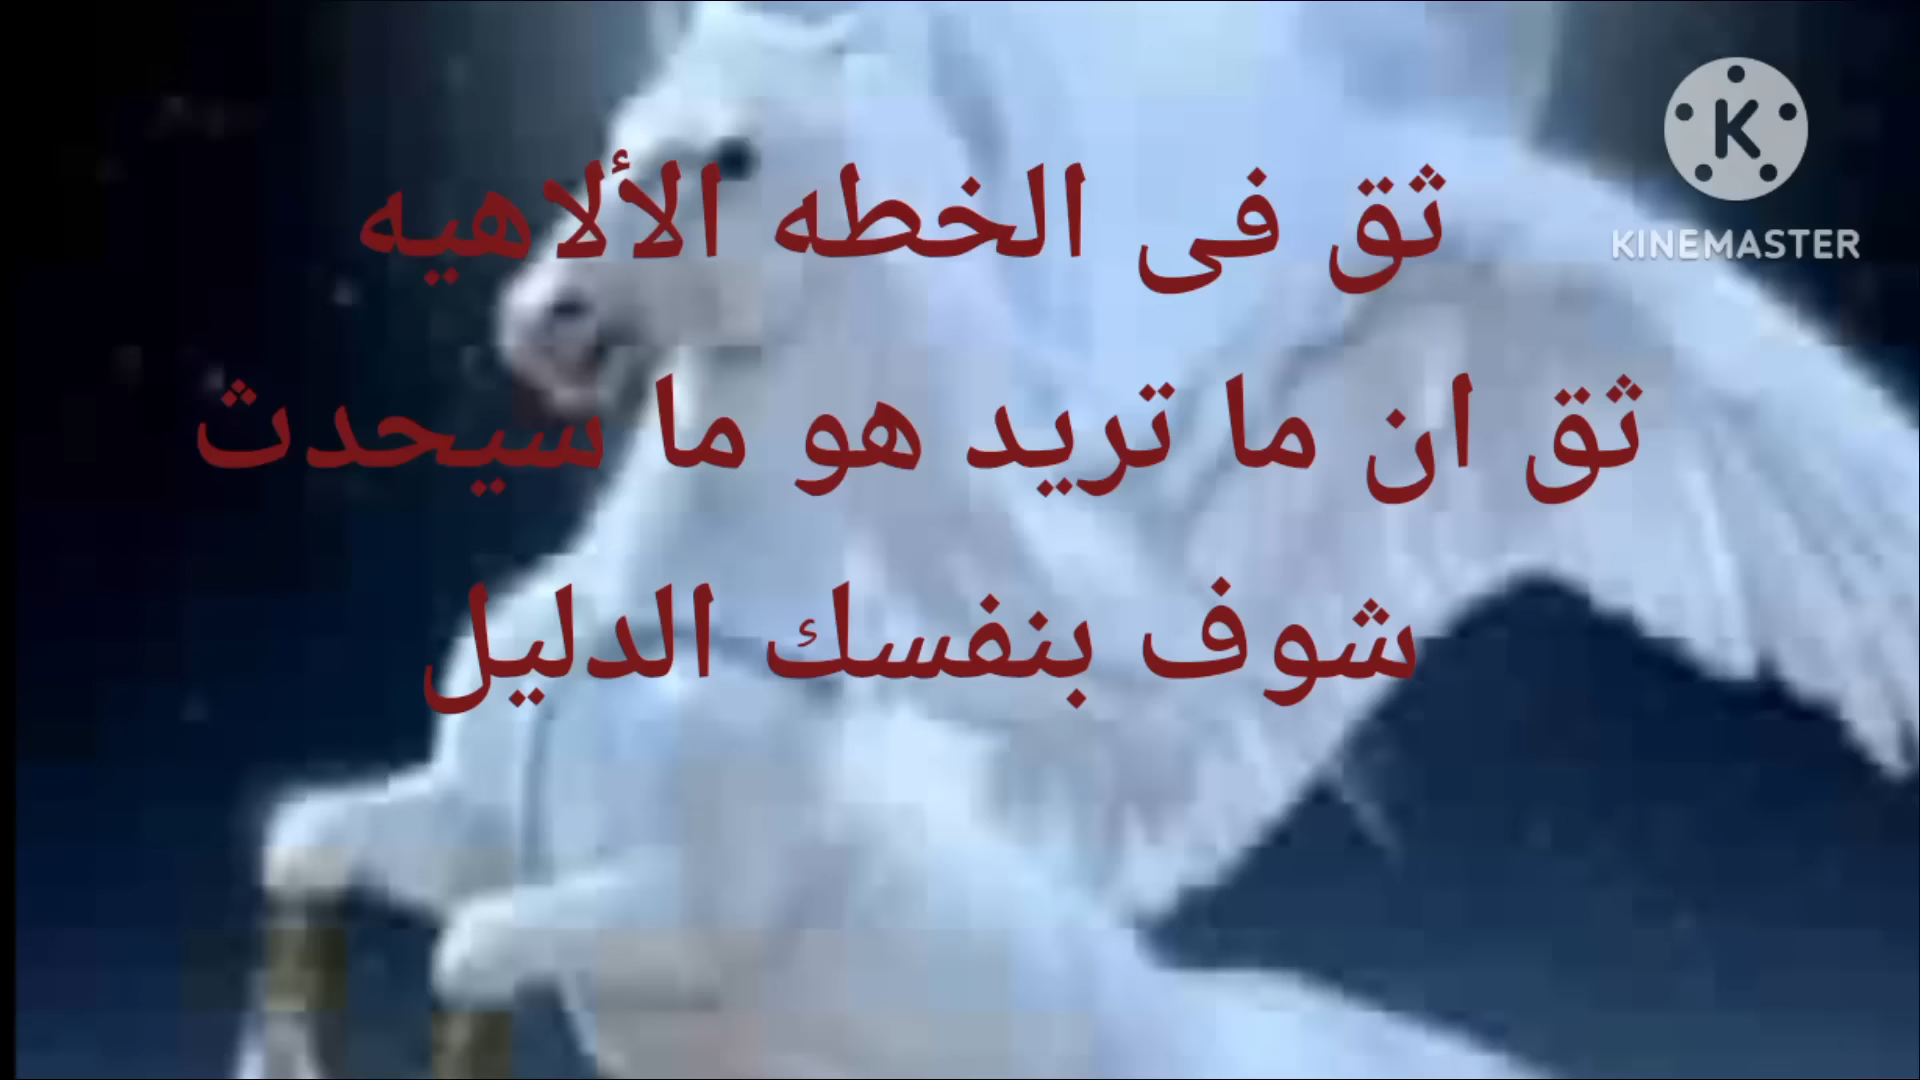 ثق فى الخطه الألاهيه
ثق ان ما تريد هو ما سيحدث
شوف بنفسك الدليل
K
KINEMASTER